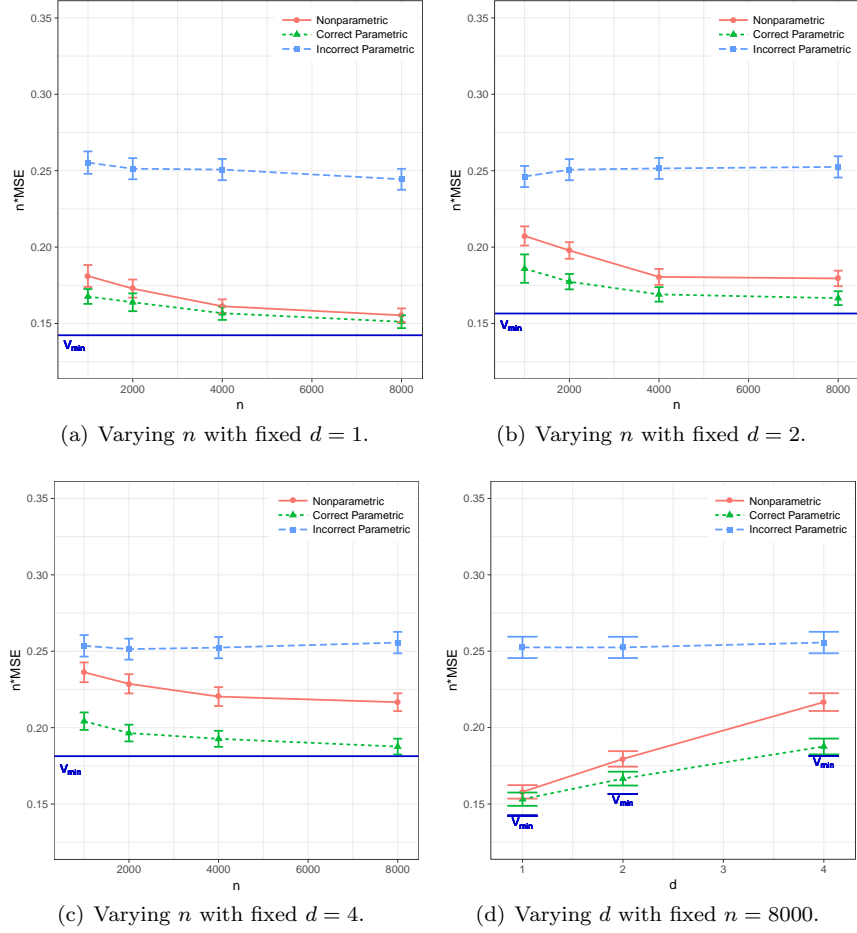 Nonparametric
Correct Parametric
Incorrect Parametric
0.35
0.30
0.25
0.20
0.15
n*MSE
V_min
2000 4000 6000 8000
n
(a) Varying n with fixed d = 1.
Nonparametric
Correct Parametric
Incorrect Parametric
0.35
0.30
0.25
0.20
0.15
n*MSE
V_min
2000 4000 6000 8000
n
(b) Varying n with fixed d = 2.
Nonparametric
Correct Parametric
Incorrect Parametric
0.35
0.30
0.25
0.20
0.15
n*MSE
V_min
2000 4000 6000 8000
n
(c) Varying n with fixed d = 4.
Nonparametric
Correct Parametric
Incorrect Parametric
0.35
0.30
0.25
0.20
0.15
n*MSE
V_min
V_min
V_min
1 2 3 4
d
(d) Varying d with fixed n = 8000.